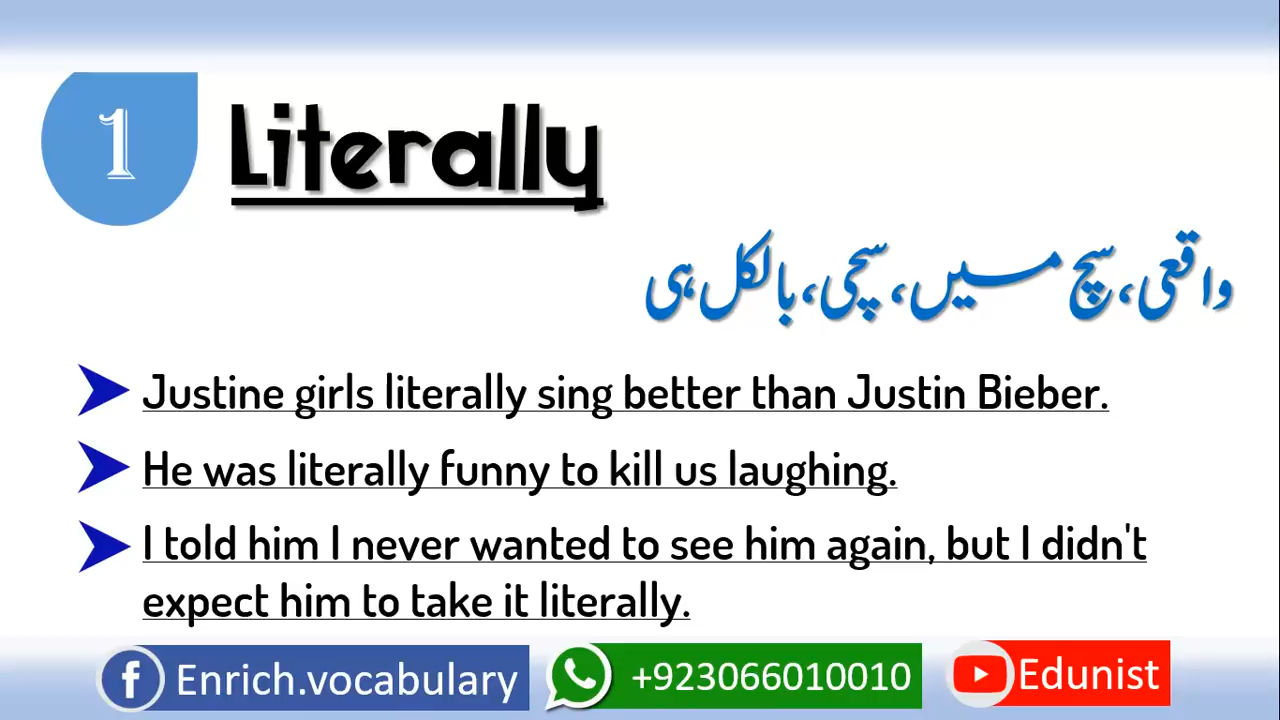 1
Literally
واقعی، سچ میں، سچی، بالکل ہی
Justine girls literally sing better than Justin Bieber.
He was literally funny to kill us laughing.
I told him I never wanted to see him again, but I didn't
expect him to take it literally.
Enrich.vocabulary +923066010010 Edunist